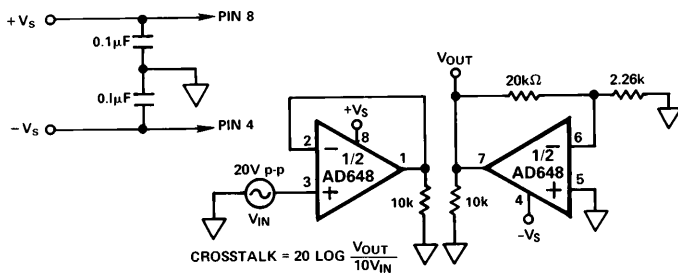 +VS
PIN 8
0.1µF
0.1µF
-VS
PIN 4
VOUT
20kΩ
2.26k
+VS
2
-
8
1/2
AD648
1
3
+
20V p-p
VIN
10k
10k
7
6
1/2
-
AD648
+
5
4
-VS
CROSSTALK = 20 LOG VOUT
10VIN